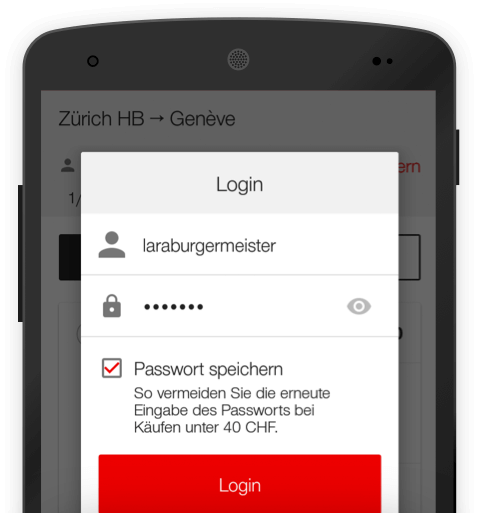 Zürich HB → Genève
ern
1/
Login
laraburgermeister
•••••••
Passwort speichern
So vermeiden Sie die erneute
Eingabe des Passworts bei
Käufen unter 40 CHF.
Login